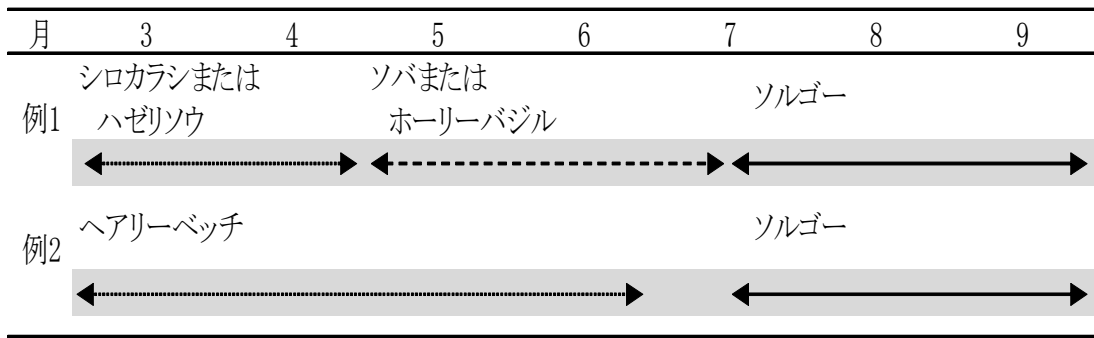 月 3 4 5 6 7 8 9
シロカラシまたは ソバまたは ソルゴー
例1 ハゼリソウ ホーリーバジル
ヘアリーベッチ ソルゴー
例2